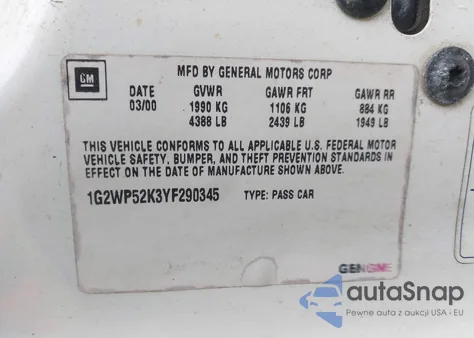 GM
MFD BY GENERAL MOTORS CORP
DATE GVWR GAWR FRT GAWR RR
03/00 1990 KG 1106 KG 884 KG
4388 LB 2439 LB 1949 LB
THIS VEHICLE CONFORMS TO ALL APPLICABLE U.S. FEDERAL MOTOR
VEHICLE SAFETY, BUMPER, AND THEFT PREVENTION STANDARDS IN
EFFECT ON THE DATE OF MANUFACTURE SHOWN ABOVE.
1G2WP52K3YF290345 TYPE: PASS CAR
GENUINE
autoSnap
Pewne auta z aukcji USA - EU